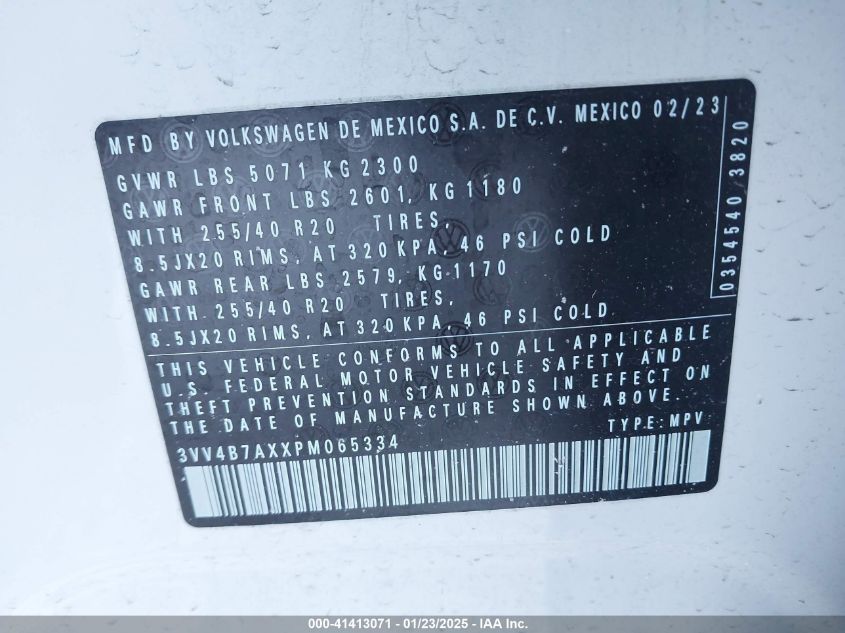 MFD BY VOLKSWAGEN DE MEXICO S.A. DE C.V. MEXICO 02/23
GVWR LBS 5071 KG 2300
GAWR FRONT LBS 2601, KG 1180
WITH 255/40 R20 TIRES,
8.5JX20 RIMS, AT 320 KPA, 46 PSI COLD
GAWR REAR LBS 2579, KG 1170
WITH 255/40 R20 TIRES,
8.5JX20 RIMS, AT 320 KPA, 46 PSI COLD
0354540 3820
THIS VEHICLE CONFORMS TO ALL APPLICABLE
U.S. FEDERAL MOTOR VEHICLE SAFETY AND
THEFT PREVENTION STANDARDS IN EFFECT ON
THE DATE OF MANUFACTURE SHOWN ABOVE.
3VV4B7AXXPM065334 TYPE: MPV
000-41413071 / 01/23/2025 - IAA Inc.